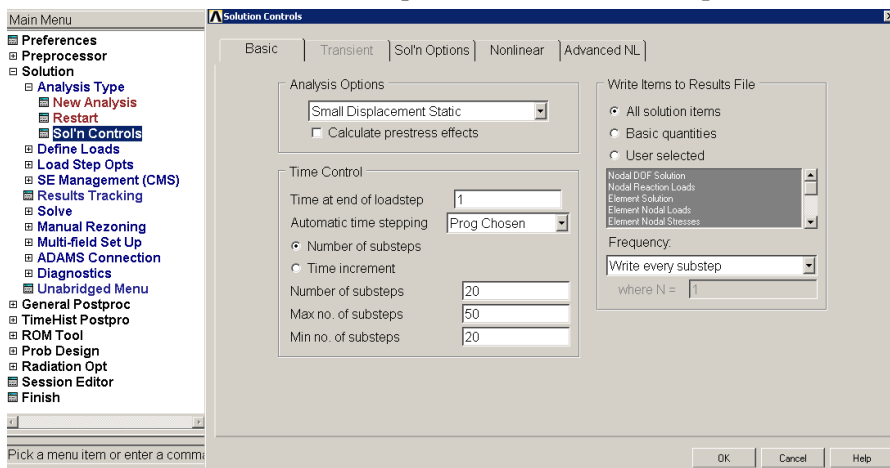 Main Menu
Preferences
Preprocessor
Solution
Analysis Type
New Analysis
Restart
Sol'n Controls
Define Loads
Load Step Opts
SE Management (CMS)
Results Tracking
Solve
Manual Rezoning
Multi-field Set Up
ADAMS Connection
Diagnostics
Unabridged Menu
General Postproc
TimeHist Postpro
ROM Tool
Prob Design
Radiation Opt
Session Editor
Finish
Pick a menu item or enter a comm
Solution Controls
Basic
Transient
Sol'n Options
Nonlinear
Advanced NL
Analysis Options
Small Displacement Static
Calculate prestress effects
Time Control
Time at end of loadstep 1
Automatic time stepping Prog Chosen
Number of substeps
Time increment
Number of substeps 20
Max no. of substeps 50
Min no. of substeps 20
Write Items to Results File
All solution items
Basic quantities
User selected
Nodal DOF Solution
Nodal Reaction Loads
Element Solution
Element Nodal Loads
Element Nodal Stresses
Frequency:
Write every substep
where N = 1
OK
Cancel
Help